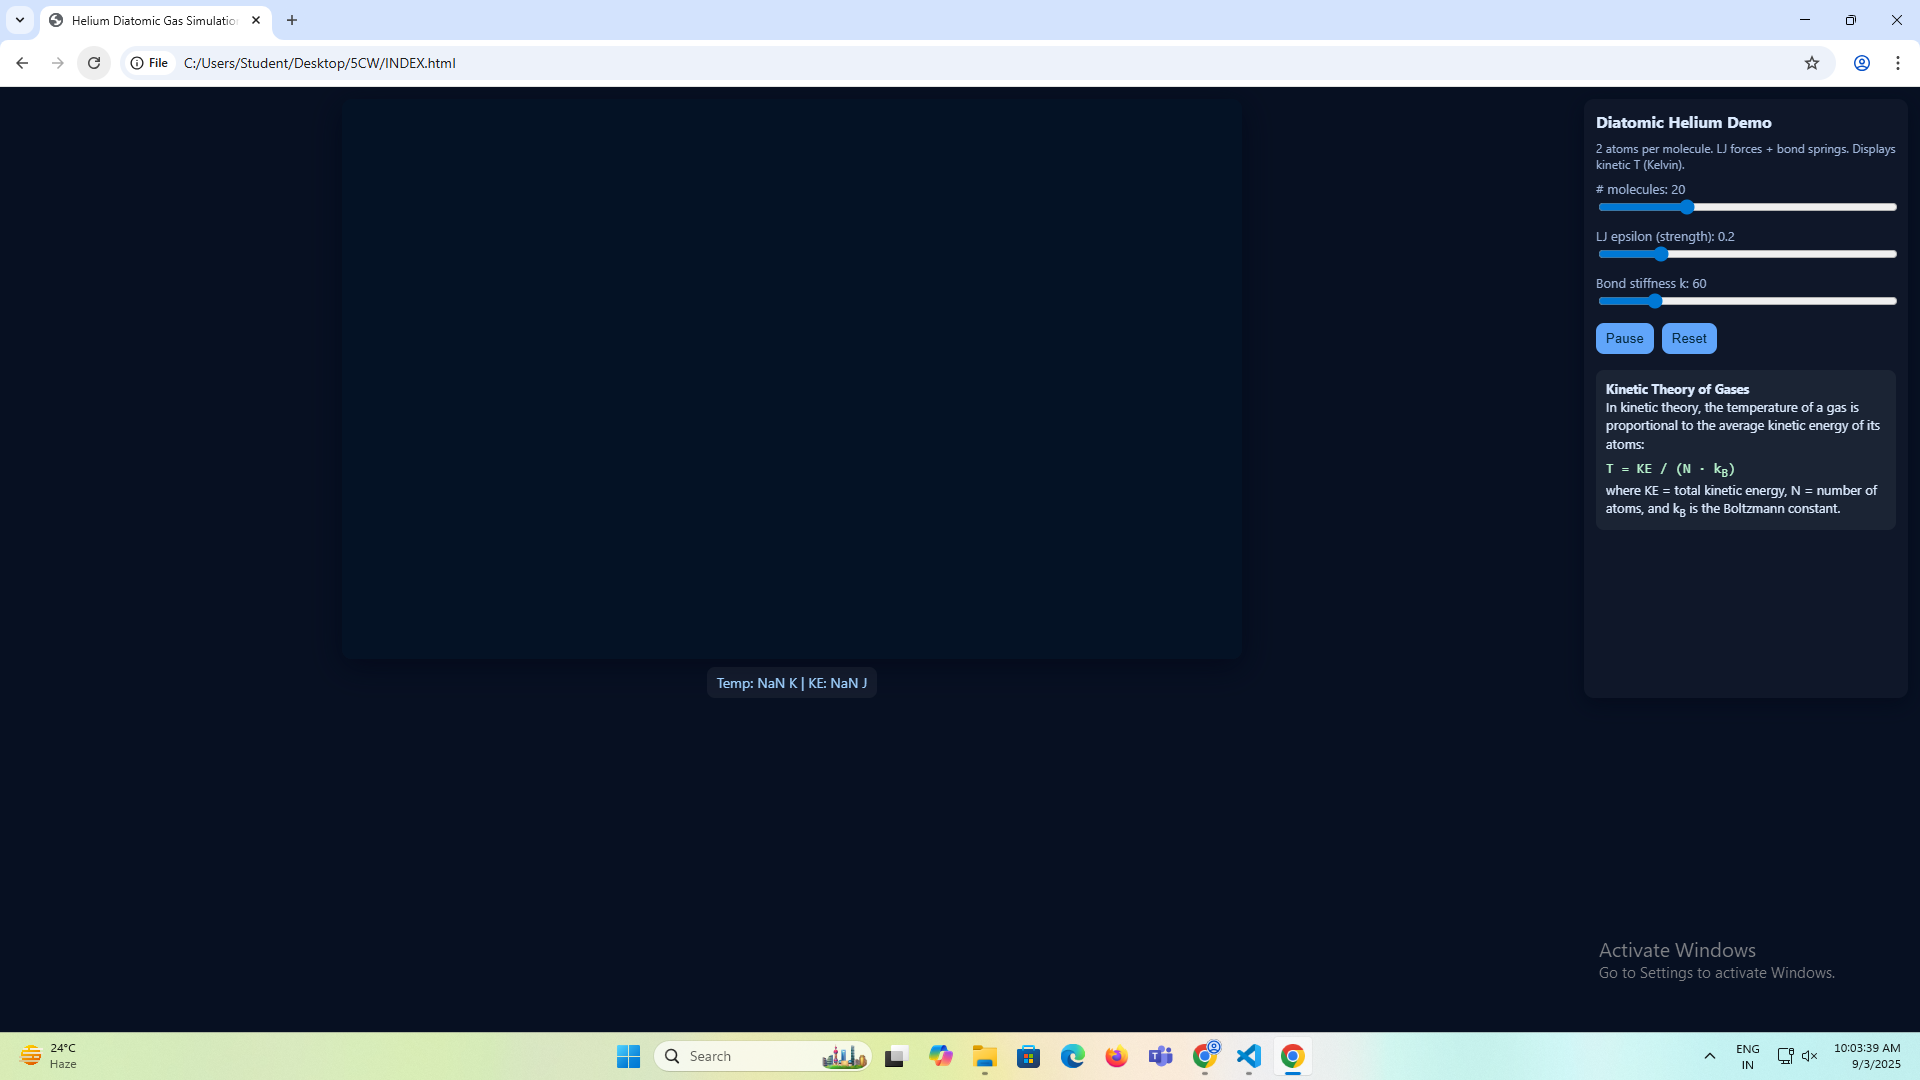 Helium Diatomic Gas Simulatio
File
C:/Users/Student/Desktop/5CW/INDEX.html
Diatomic Helium Demo
2 atoms per molecule. LJ forces + bond springs. Displays
kinetic T (Kelvin).
# molecules: 20
LJ epsilon (strength): 0.2
Bond stiffness k: 60
Pause Reset
Kinetic Theory of Gases
In kinetic theory, the temperature of a gas is
proportional to the average kinetic energy of its
atoms:
T = KE / (N · kB)
where KE = total kinetic energy, N = number of
atoms, and kB is the Boltzmann constant.
Temp: NaN K | KE: NaN J
Activate Windows
Go to Settings to activate Windows.
24°C
Haze
Search
ENG
IN
10:03:39 AM
9/3/2025